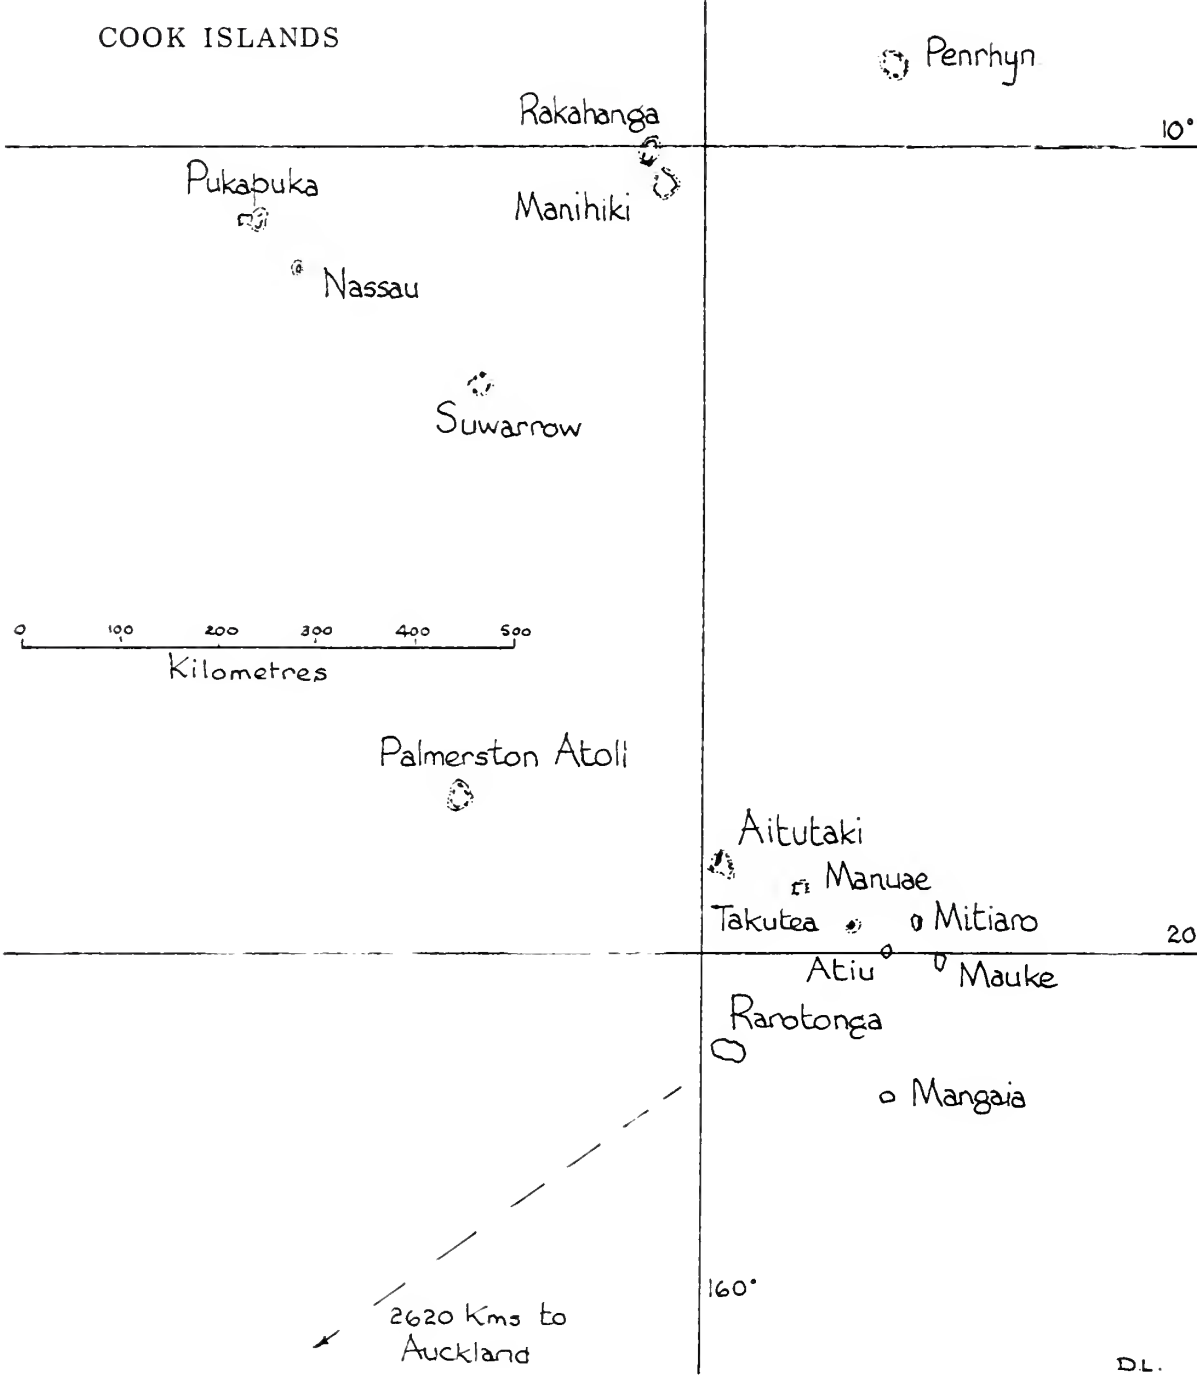 COOK ISLANDS
Penrhyn
Rakahanga
10°
Pukapuka
Manihiki
Nassau
Suwarrow
0 100 200 300 400 500
Kilometres
Palmerston Atoll
Aitutaki
Manuae
Takutea
Mitiaro
20
Atiu
Mauke
Rarotonga
Mangaia
160°
2620 Kms to
Auckland
D.L.